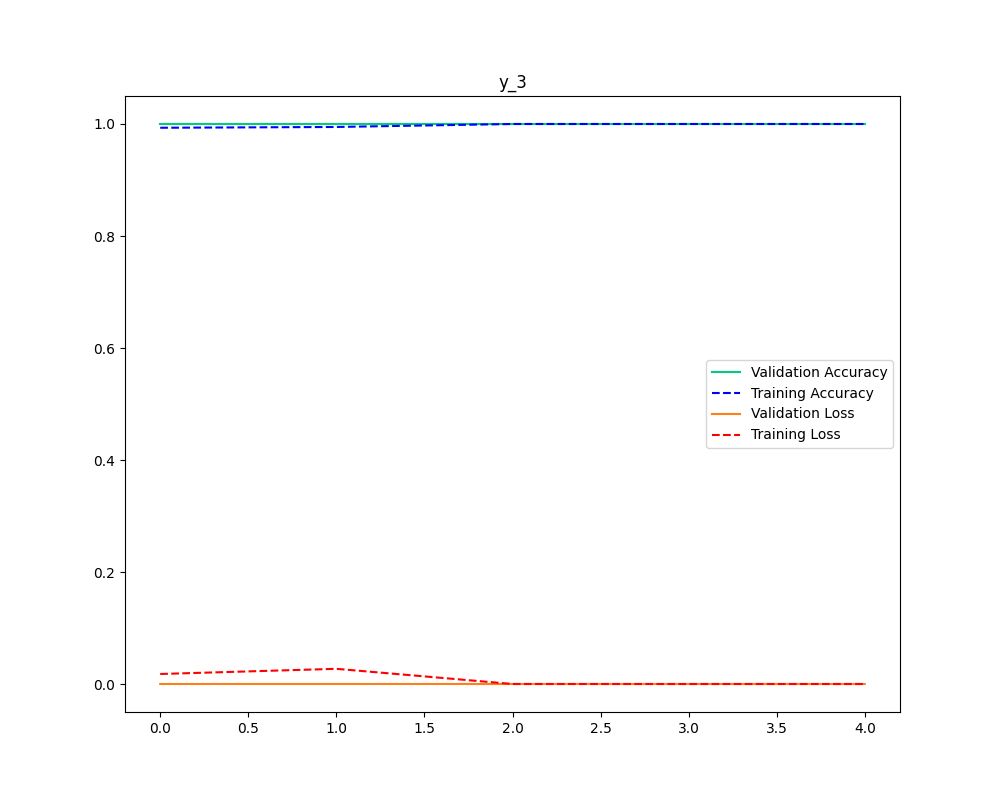 y_3
1.0
0.8
0.6
0.4
0.2
0.0
Validation Accuracy
Training Accuracy
Validation Loss
Training Loss
0.0 0.5 1.0 1.5 2.0 2.5 3.0 3.5 4.0